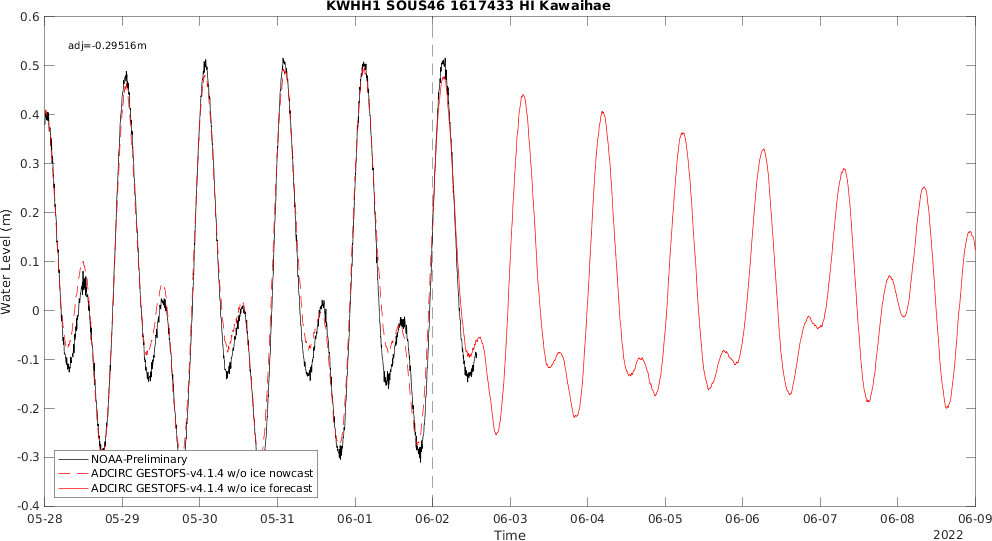 KWHH1 SOUS46 1617433 HI Kawaihae
0.6
adj=-0.29516m
0.5
0.4
0.3
0.2
0.1
0
-0.1
-0.2
-0.3
-0.4
Water Level (m)
NOAA-Preliminary
ADCIRC GESTOFS-v4.1.4 w/o ice nowcast
ADCIRC GESTOFS-v4.1.4 w/o ice forecast
05-28 05-29 05-30 05-31 06-01 06-02 06-03 06-04 06-05 06-06 06-07 06-08 06-09
Time
2022